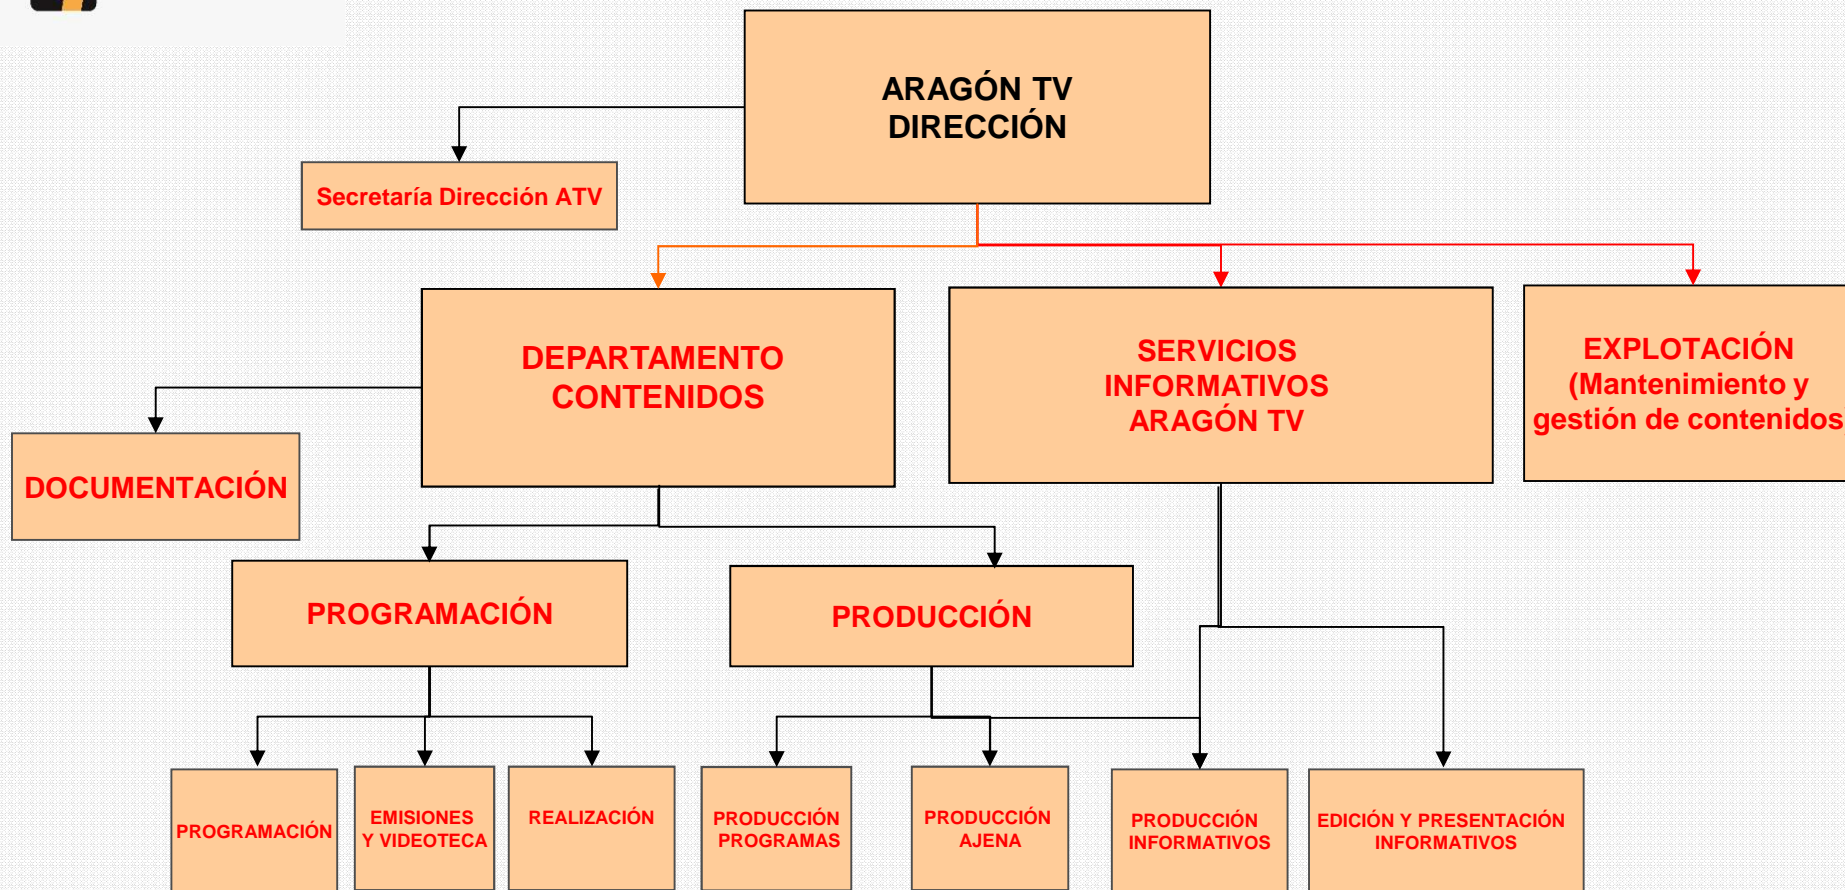 ARAGÓN TV
DIRECCIÓN
Secretaría Dirección ATV
DEPARTAMENTO
CONTENIDOS
SERVICIOS
INFORMATIVOS
ARAGÓN TV
EXPLOTACIÓN
(Mantenimiento y
gestión de contenidos
DOCUMENTACIÓN
PROGRAMACIÓN
PRODUCCIÓN
PROGRAMACIÓN
EMISIONES
Y VIDEOTECA
REALIZACIÓN
PRODUCCIÓN
PROGRAMAS
PRODUCCIÓN
AJENA
PRODUCCIÓN
INFORMATIVOS
EDICIÓN Y PRESENTACIÓN
INFORMATIVOS